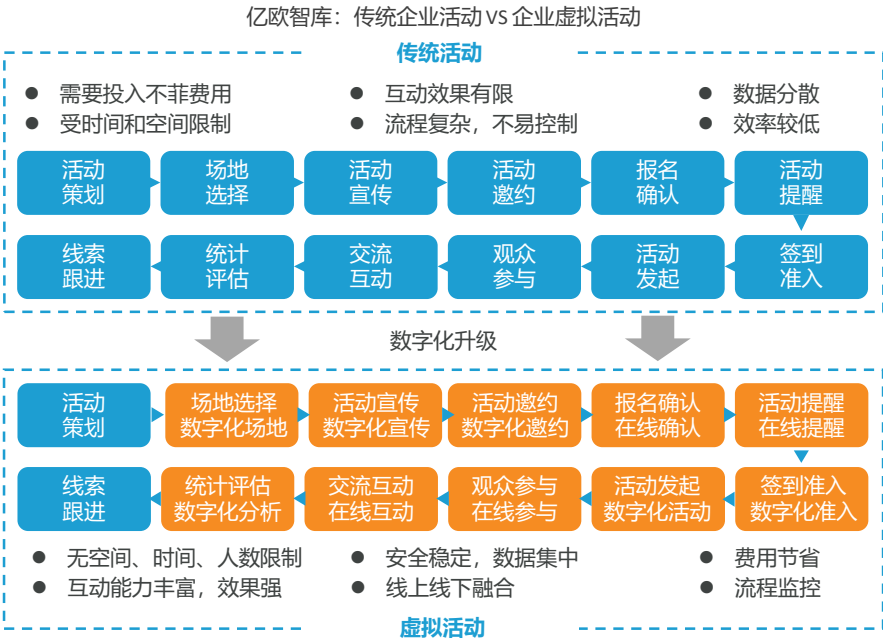 亿欧智库：传统企业活动 VS 企业虚拟活动
传统活动
● 需要投入不菲费用
● 互动效果有限
● 数据分散
● 受时间和空间限制
● 流程复杂，不易控制
● 效率较低
活动
策划
场地
选择
活动
宣传
活动
邀约
报名
确认
活动
提醒
线索
跟进
统计
评估
交流
互动
观众
参与
活动
发起
签到
准入
数字化升级
活动
策划
场地选择
数字化场地
活动宣传
数字化宣传
活动邀约
数字化邀约
报名确认
在线确认
活动提醒
在线提醒
线索
跟进
统计评估
数字化分析
交流互动
在线互动
观众参与
在线参与
活动发起
数字化活动
签到准入
数字化准入
● 无空间、时间、人数限制
● 安全稳定，数据集中
● 费用节省
● 互动能力丰富，效果强
● 线上线下融合
● 流程监控
虚拟活动